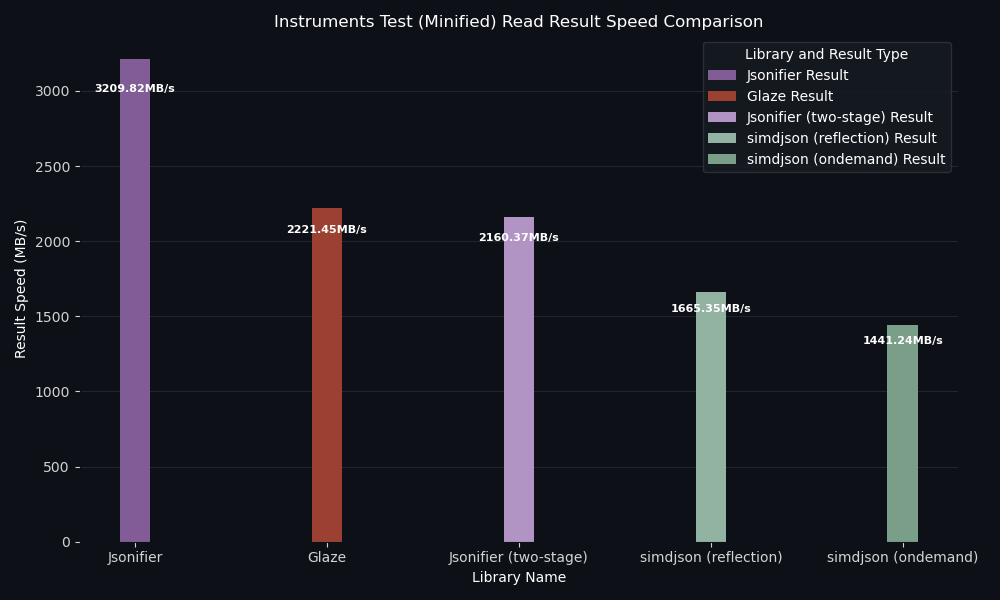 Instruments Test (Minified) Read Result Speed Comparison
Library and Result Type
Jsonifier Result
Glaze Result
Jsonifier (two-stage) Result
simdjson (reflection) Result
simdjson (ondemand) Result
Result Speed (MB/s)
3000
2500
2000
1500
1000
500
0
3209.82MB/s
2221.45MB/s
2160.37MB/s
1665.35MB/s
1441.24MB/s
Jsonifier
Glaze
Jsonifier (two-stage)
simdjson (reflection)
simdjson (ondemand)
Library Name